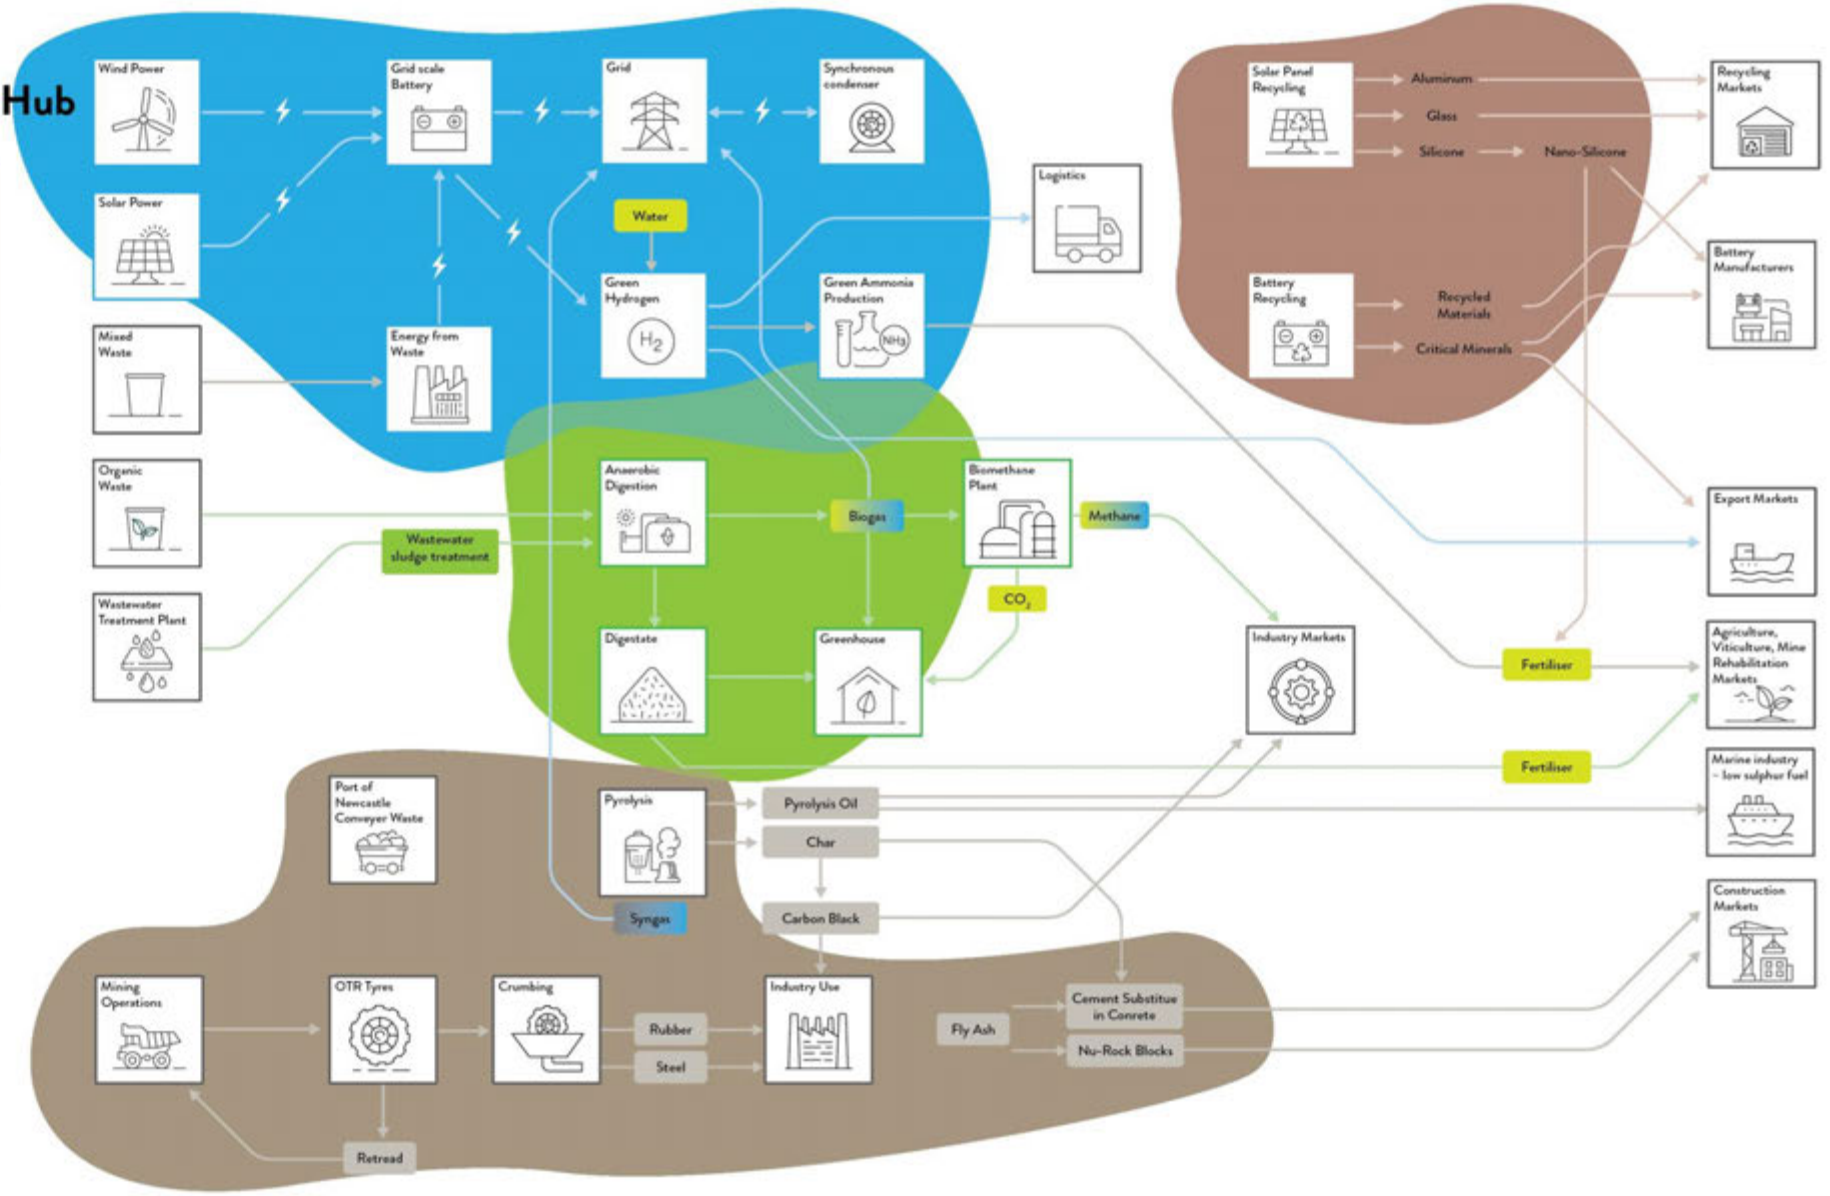 Hub
Wind Power
Grid scale
Battery
Grid
Synchronous
condenser
Solar Power
Water
Green
Hydrogen
H2
Green Ammonia
Production
NH3
Logistics
Mixed
Waste
Energy from
Waste
Solar Panel
Recycling
Aluminum
Glass
Silicone
Nano-Silicone
Recycling
Markets
Battery
Recycling
Recycled
Materials
Critical Minerals
Battery
Manufacturers
Organic
Waste
Wastewater
sludge treatment
Wastewater
Treatment Plant
Anaerobic
Digestion
Biogas
Biomethane
Plant
Methane
CO2
Digestate
Greenhouse
Industry Markets
Export Markets
Fertiliser
Agriculture,
Viticulture, Mine
Rehabilitation
Markets
Fertiliser
Marine industry
– low sulphur fuel
Port of
Newcastle
Conveyer Waste
Pyrolysis
Pyrolysis Oil
Char
Syngas
Carbon Black
Construction
Markets
Mining
Operations
OTR Tyres
Crumbing
Rubber
Steel
Industry Use
Fly Ash
Cement Substitue
in Conrete
Nu-Rock Blocks
Retread